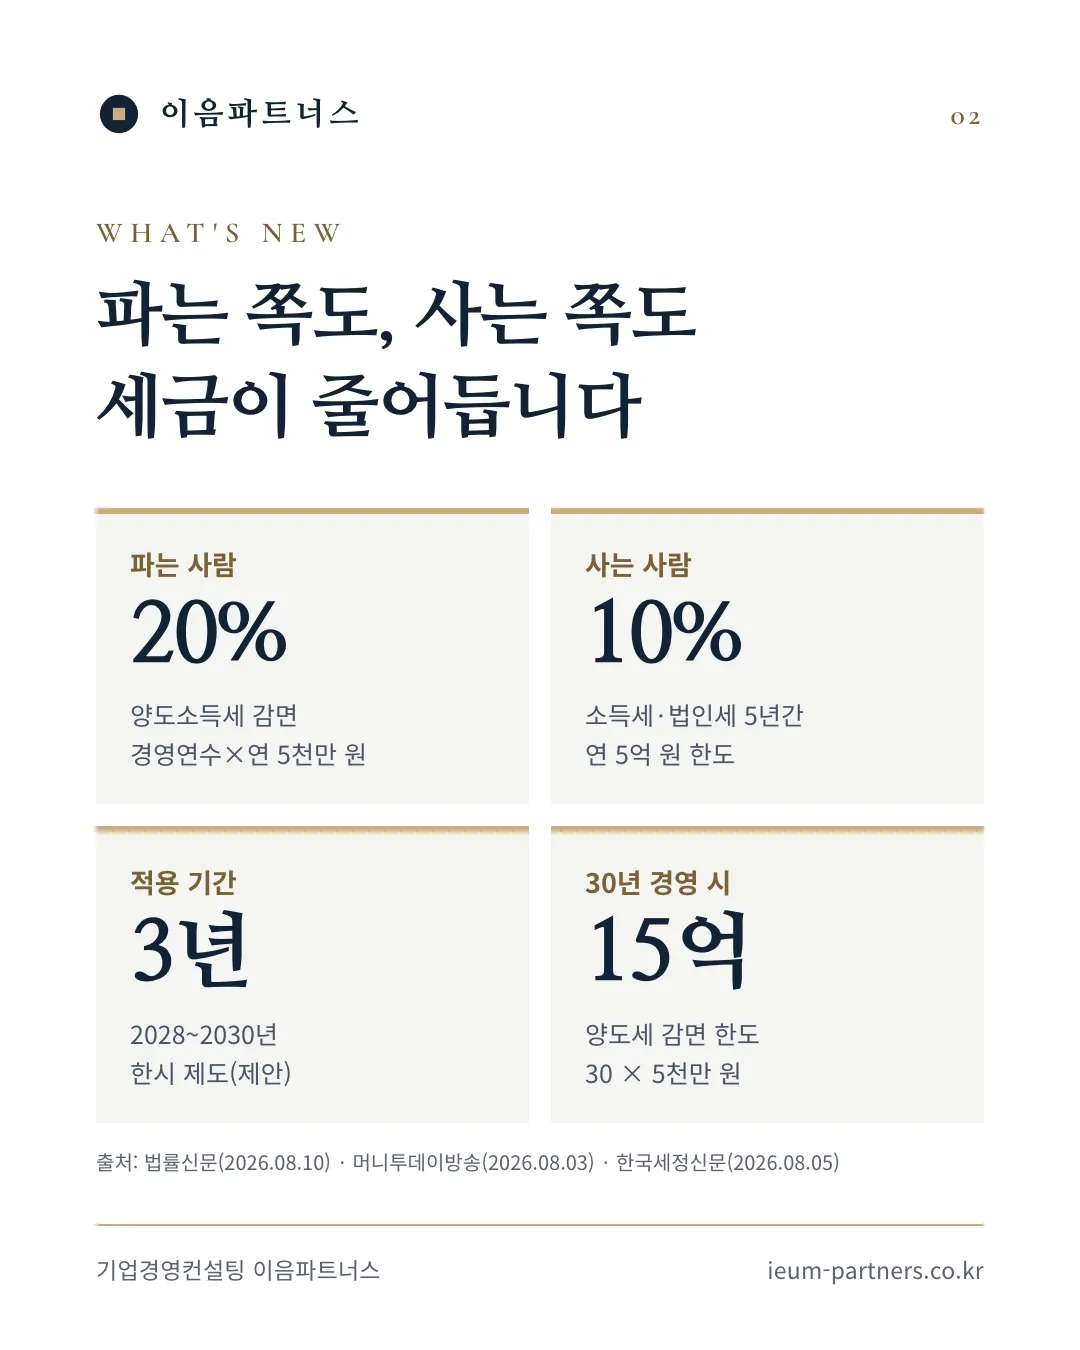 이음파트너스
02
WHAT'S NEW
파는 쪽도, 사는 쪽도
세금이 줄어듭니다
파는 사람
20%
양도소득세 감면
경영연수×연 5천만 원
사는 사람
10%
소득세·법인세 5년간
연 5억 원 한도
적용 기간
3년
2028~2030년
한시 제도(제안)
30년 경영 시
15억
양도세 감면 한도
30 × 5천만 원
출처: 법률신문(2026.08.10) · 머니투데이방송(2026.08.03) · 한국세정신문(2026.08.05)
기업경영컨설팅 이음파트너스
ieum-partners.co.kr